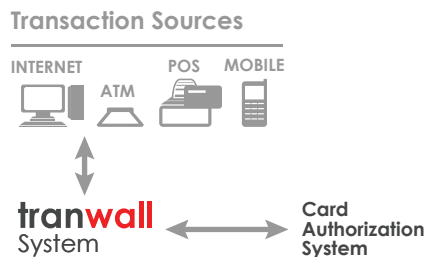 Transaction Sources
INTERNET
ATM
POS
MOBILE
tranwall
System
Card
Authorization
System